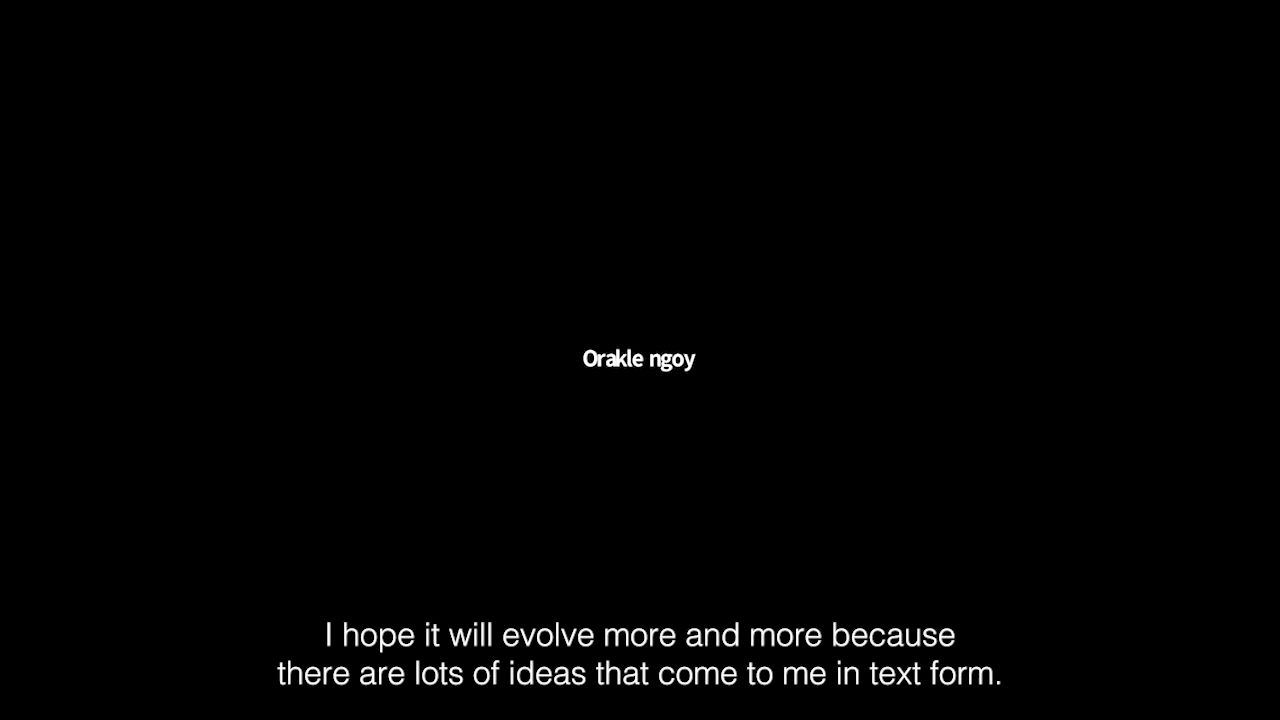 Orakle ngoy
I hope it will evolve more and more because
there are lots of ideas that come to me in text form.